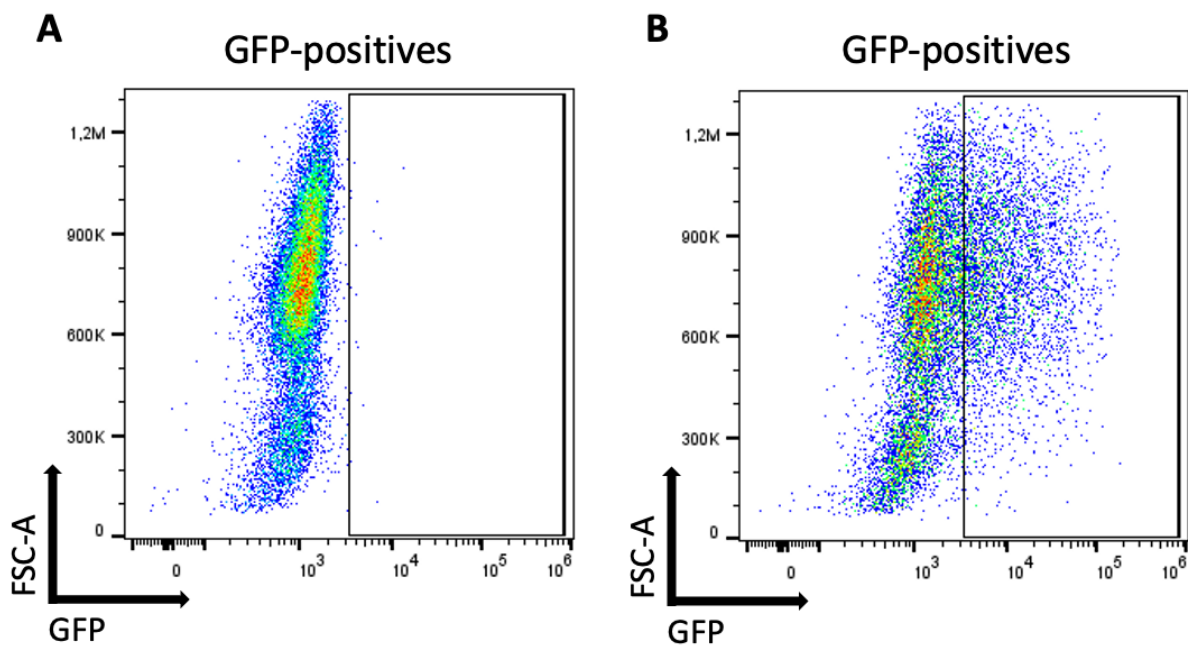 A
GFP-positives
1,2M
900K
600K
300K
0
0
10³
10⁴
10⁵
10⁶
FSC-A
GFP
B
GFP-positives
1,2M
900K
600K
300K
0
0
10³
10⁴
10⁵
10⁶
FSC-A
GFP